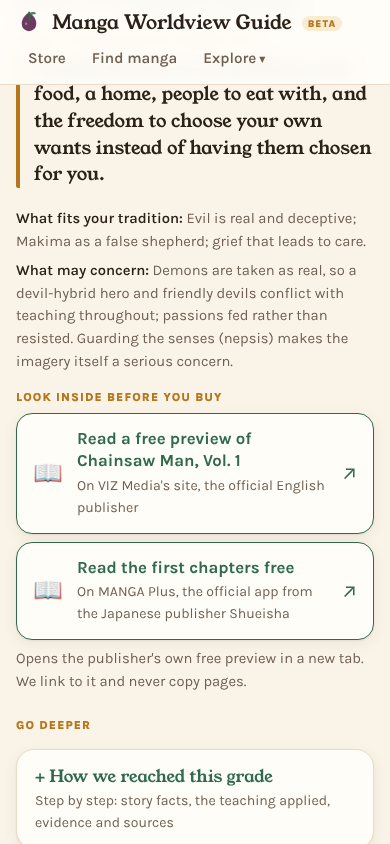 Manga Worldview Guide BETA
Store Find manga Explore ▾
food, a home, people to eat with, and
the freedom to choose your own
wants instead of having them chosen
for you.
What fits your tradition: Evil is real and deceptive;
Makima as a false shepherd; grief that leads to care.
What may concern: Demons are taken as real, so a
devil-hybrid hero and friendly devils conflict with
teaching throughout; passions fed rather than
resisted. Guarding the senses (nepsis) makes the
imagery itself a serious concern.
LOOK INSIDE BEFORE YOU BUY
Read a free preview of
Chainsaw Man, Vol. 1
On VIZ Media's site, the official English
publisher
Read the first chapters free
On MANGA Plus, the official app from
the Japanese publisher Shueisha
Opens the publisher's own free preview in a new tab.
We link to it and never copy pages.
GO DEEPER
+ How we reached this grade
Step by step: story facts, the teaching applied,
evidence and sources